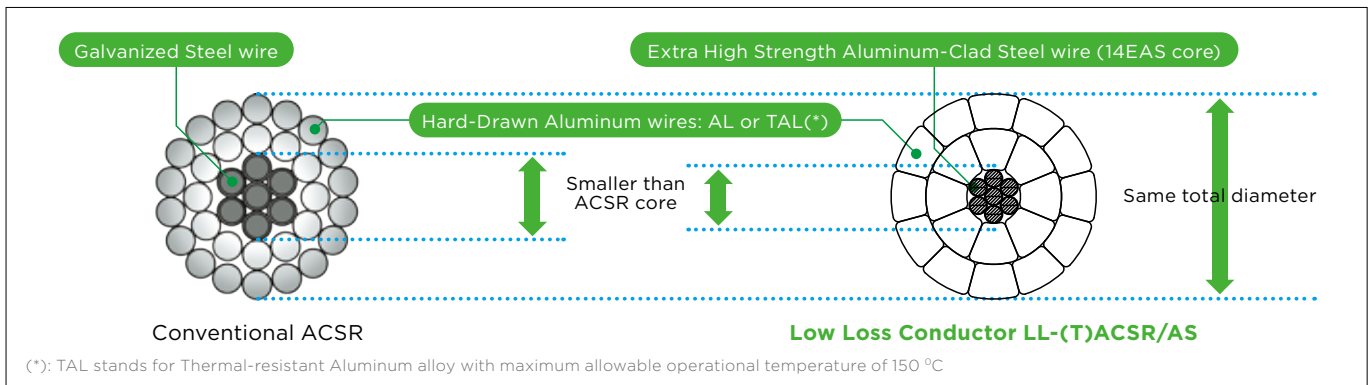 Galvanized Steel wire
Extra High Strength Aluminum-Clad Steel wire (14EAS core)
Hard-Drawn Aluminum wires: AL or TAL(*)
Smaller than
ACSR core
Same total diameter
Conventional ACSR
Low Loss Conductor LL-(T)ACSR/AS
(*): TAL stands for Thermal-resistant Aluminum alloy with maximum allowable operational temperature of 150 ⁰C